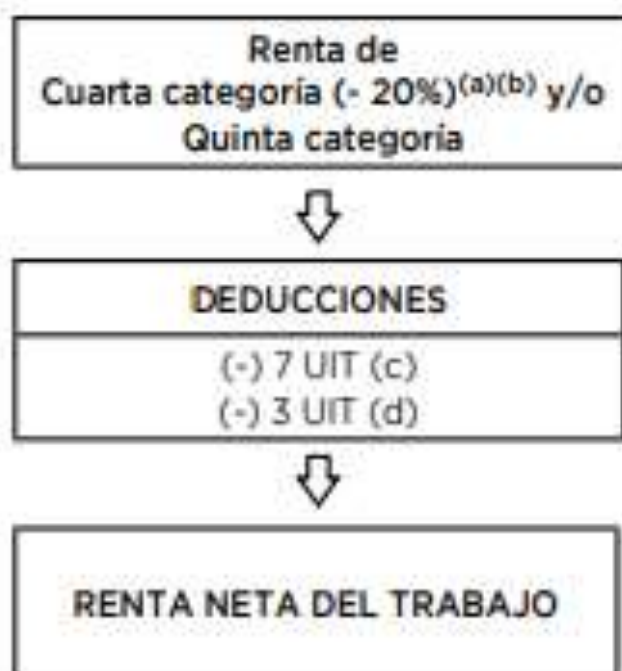 Renta de
Cuarta categoría (- 20%)(a)(b) y/o
Quinta categoría
DEDUCCIONES
(-) 7 UIT (c)
(-) 3 UIT (d)
RENTA NETA DEL TRABAJO